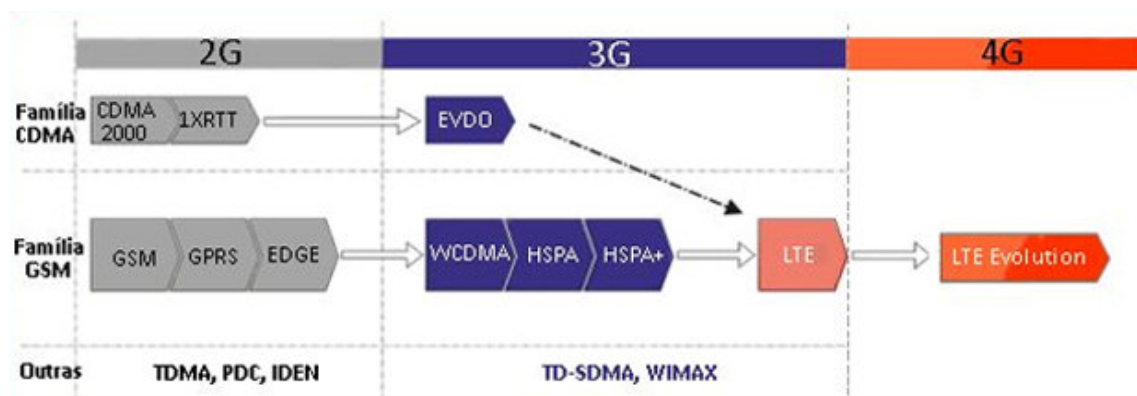 2G 3G 4G
Família
CDMA
CDMA
2000
1XRTT
EVDO
Família
GSM
GSM
GPRS
EDGE
WCDMA
HSPA
HSPA+
LTE
LTE Evolution
Outras
TDMA, PDC, IDEN
TD-SDMA, WIMAX